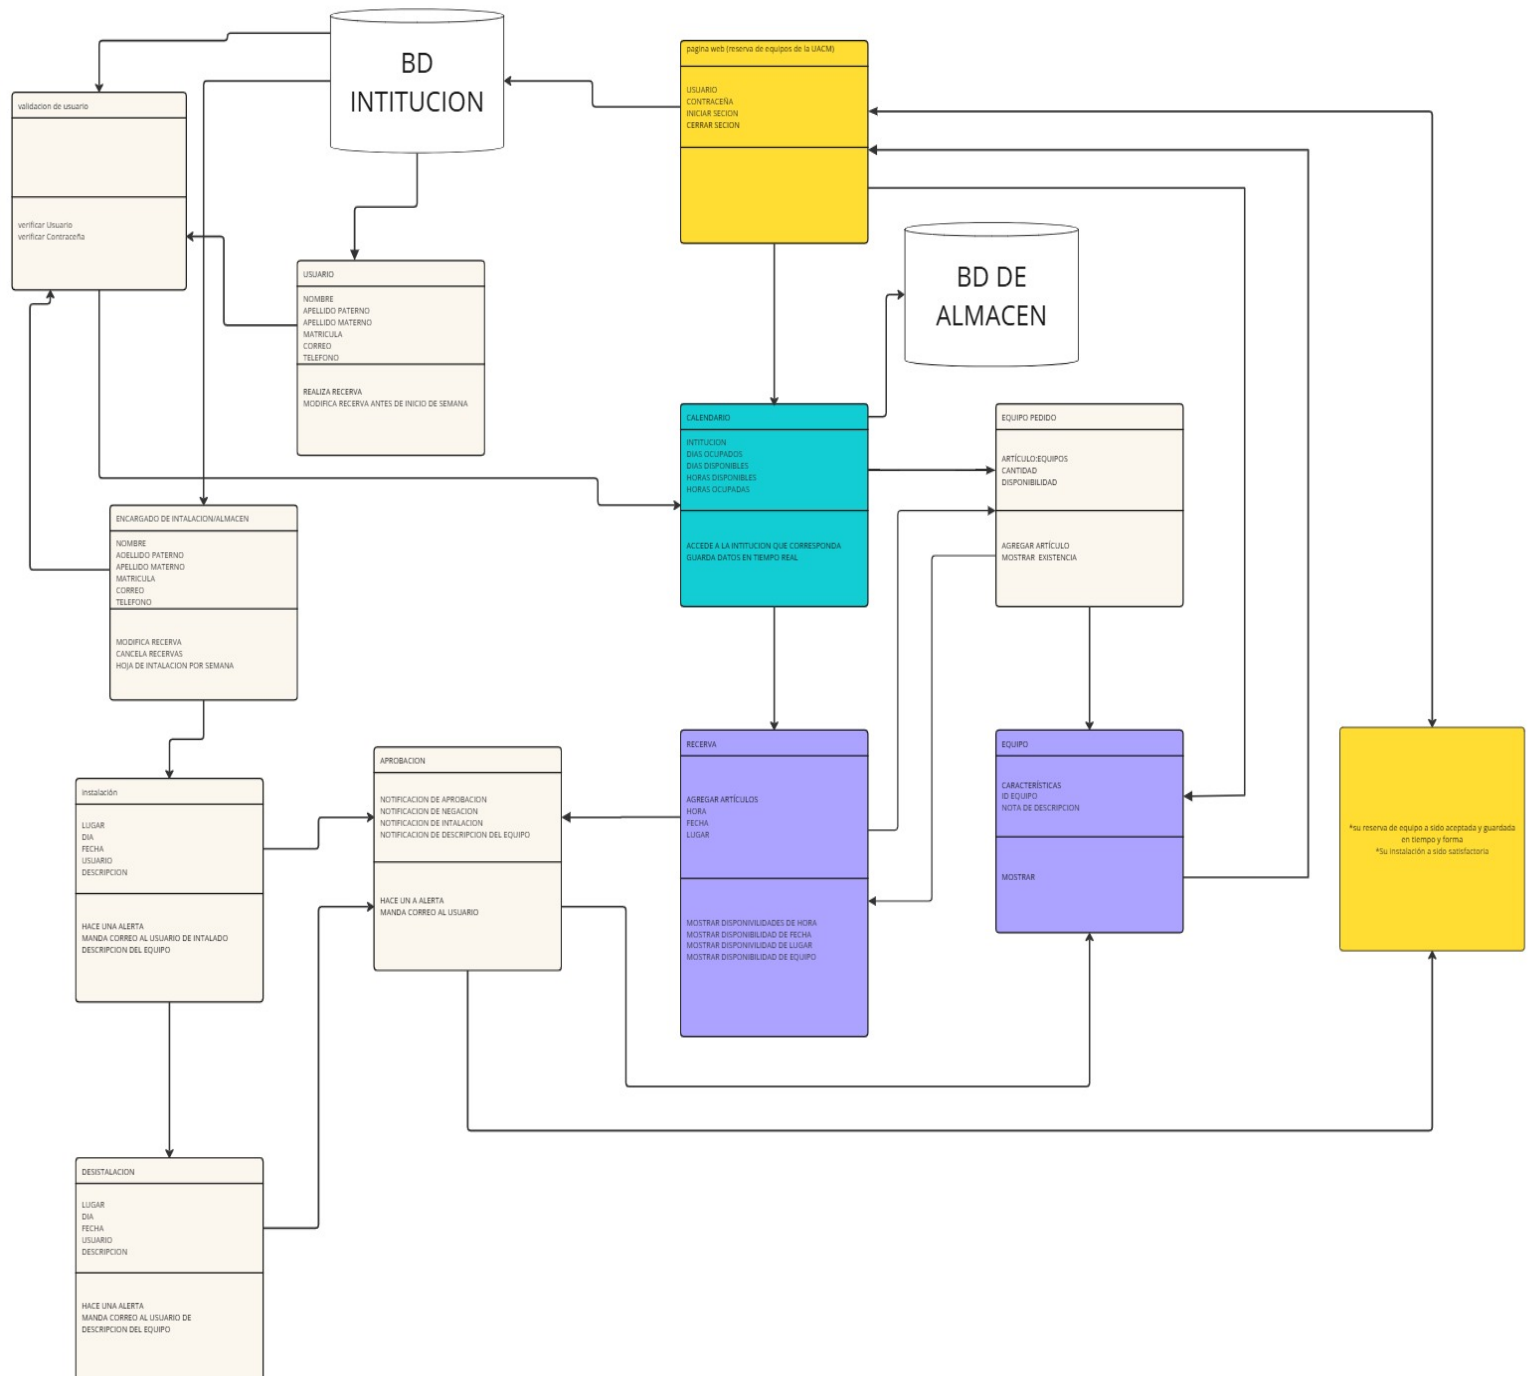 BD
INTITUCION
pagina web (reserva de equipos de la UACM)
USUARIO
CONTRACEÑA
INICIAR SECION
CERRAR SECION
validacion de usuario
verificar Usuario
verificar Contraceña
BD DE
ALMACEN
USUARIO
NOMBRE
APELLIDO PATERNO
APELLIDO MATERNO
MATRICULA
CORREO
TELEFONO
REALIZA RECERVA
MODIFICA RECERVA ANTES DE INICIO DE SEMANA
CALENDARIO
INTITUCION
DIAS OCUPADOS
DIAS DISPONIBLES
HORAS DISPONIBLES
HORAS OCUPADAS
ACCEDE A LA INTITUCION QUE CORRESPONDA
GUARDA DATOS EN TIEMPO REAL
EQUIPO PEDIDO
ARTÍCULO:EQUIPOS
CANTIDAD
DISPONIBILIDAD
AGREGAR ARTÍCULO
MOSTRAR EXISTENCIA
ENCARGADO DE INTALACION/ALMACEN
NOMBRE
AOELLIDO PATERNO
APELLIDO MATERNO
MATRICULA
CORREO
TELEFONO
MODIFICA RECERVA
CANCELA RECERVAS
HOJA DE INTALACION POR SEMANA
instalación
LUGAR
DIA
FECHA
USUARIO
DESCRIPCION
HACE UNA ALERTA
MANDA CORREO AL USUARIO DE INTALADO
DESCRIPCION DEL EQUIPO
APROBACION
NOTIFICACION DE APROBACION
NOTIFICACION DE NEGACION
NOTIFICACION DE INTALACION
NOTIFICACION DE DESCRIPCION DEL EQUIPO
HACE UN A ALERTA
MANDA CORREO AL USUARIO
RECERVA
AGREGAR ARTÍCULOS
HORA
FECHA
LUGAR
MOSTRAR DISPONIVILIDADES DE HORA
MOSTRAR DISPONIBILIDAD DE FECHA
MOSTRAR DISPONIVILIDAD DE LUGAR
MOSTRAR DISPONIBILIDAD DE EQUIPO
EQUIPO
CARACTERÍSTICAS
ID EQUIPO
NOTA DE DESCRIPCION
MOSTRAR
*su reserva de equipo a sido aceptada y guardada
en tiempo y forma
*Su instalación a sido satisfactoria
DESISTALACION
LUGAR
DIA
FECHA
USUARIO
DESCRIPCION
HACE UNA ALERTA
MANDA CORREO AL USUARIO DE
DESCRIPCION DEL EQUIPO